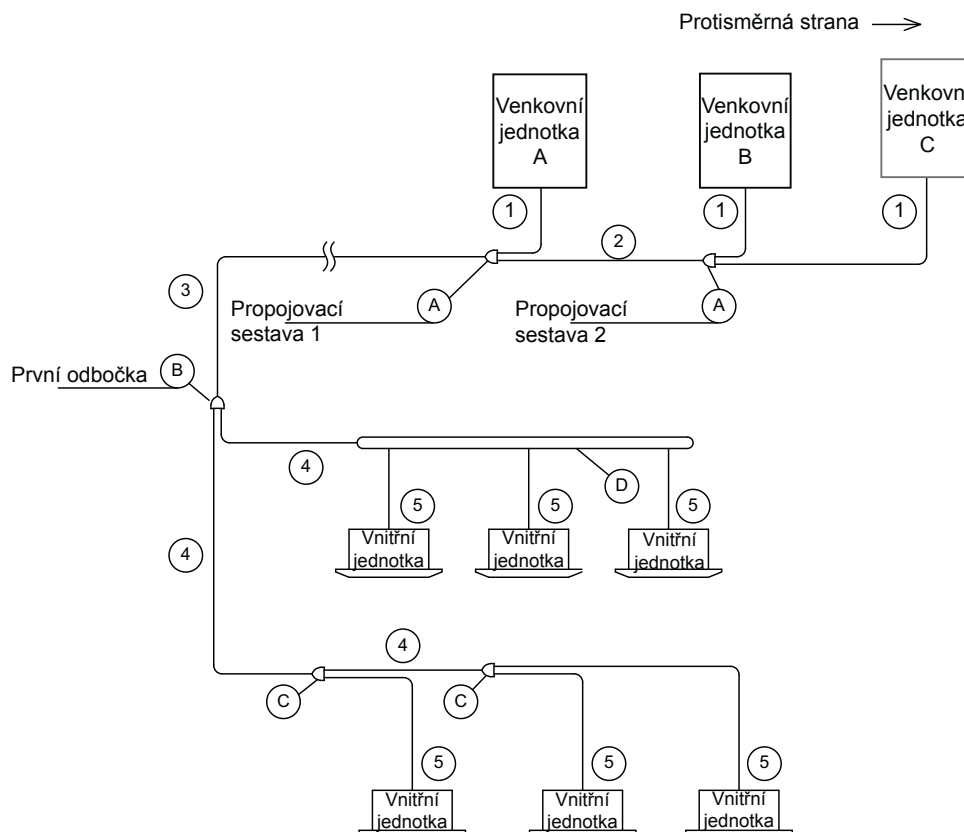 Protisměrná strana
Venkovní
jednotka
A
Venkovní
jednotka
B
Venkovn
jednotka
C
1
1
1
2
3
A
A
Propojovací
sestava 1
Propojovací
sestava 2
První odbočka
B
4
D
5
5
5
Vnitřní
jednotka
Vnitřní
jednotka
Vnitřní
jednotka
4
4
C
C
5
5
5
Vnitřní
jednotka
Vnitřní
jednotka
Vnitřní
jednotka